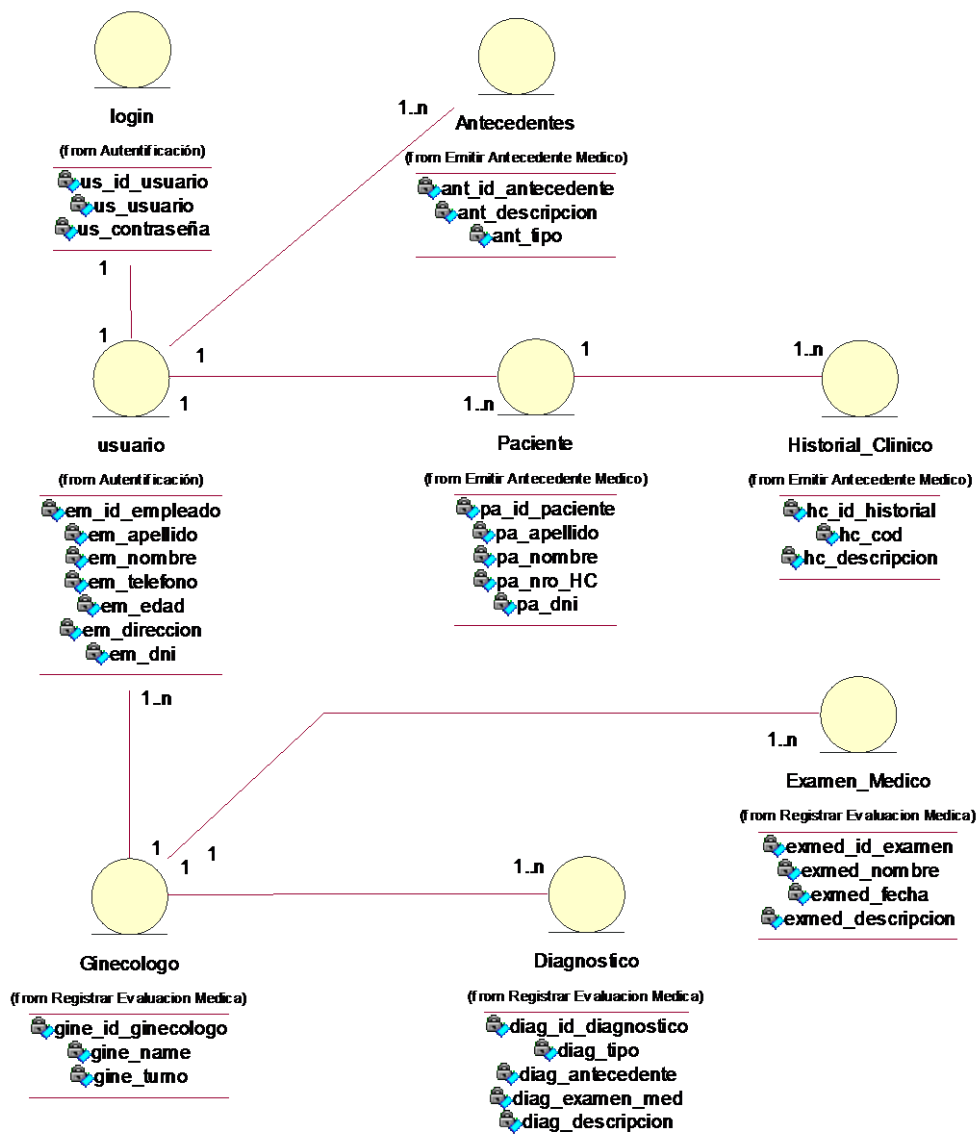 login
(from Autentificación)
us_id_usuario
us_usuario
us_contraseña
1
1
Antecedentes
(from Emitir Antecedente Medico)
ant_id_antecedente
ant_descripcion
ant_tipo
1..n
1
usuario
(from Autentificación)
em_id_empleado
em_apellido
em_nombre
em_telefono
em_edad
em_direccion
em_dni
1
1..n
Paciente
(from Emitir Antecedente Medico)
pa_id_paciente
pa_apellido
pa_nombre
pa_nro_HC
pa_dni
1
1..n
Historial_Clinico
(from Emitir Antecedente Medico)
hc_id_historial
hc_cod
hc_descripcion
1..n
1
1
1
1..n
Examen_Medico
(from Registrar Evaluacion Medica)
exmed_id_examen
exmed_nombre
exmed_fecha
exmed_descripcion
Ginecologo
(from Registrar Evaluacion Medica)
gine_id_ginecologo
gine_name
gine_turno
1..n
Diagnostico
(from Registrar Evaluacion Medica)
diag_id_diagnostico
diag_tipo
diag_antecedente
diag_examen_med
diag_descripcion